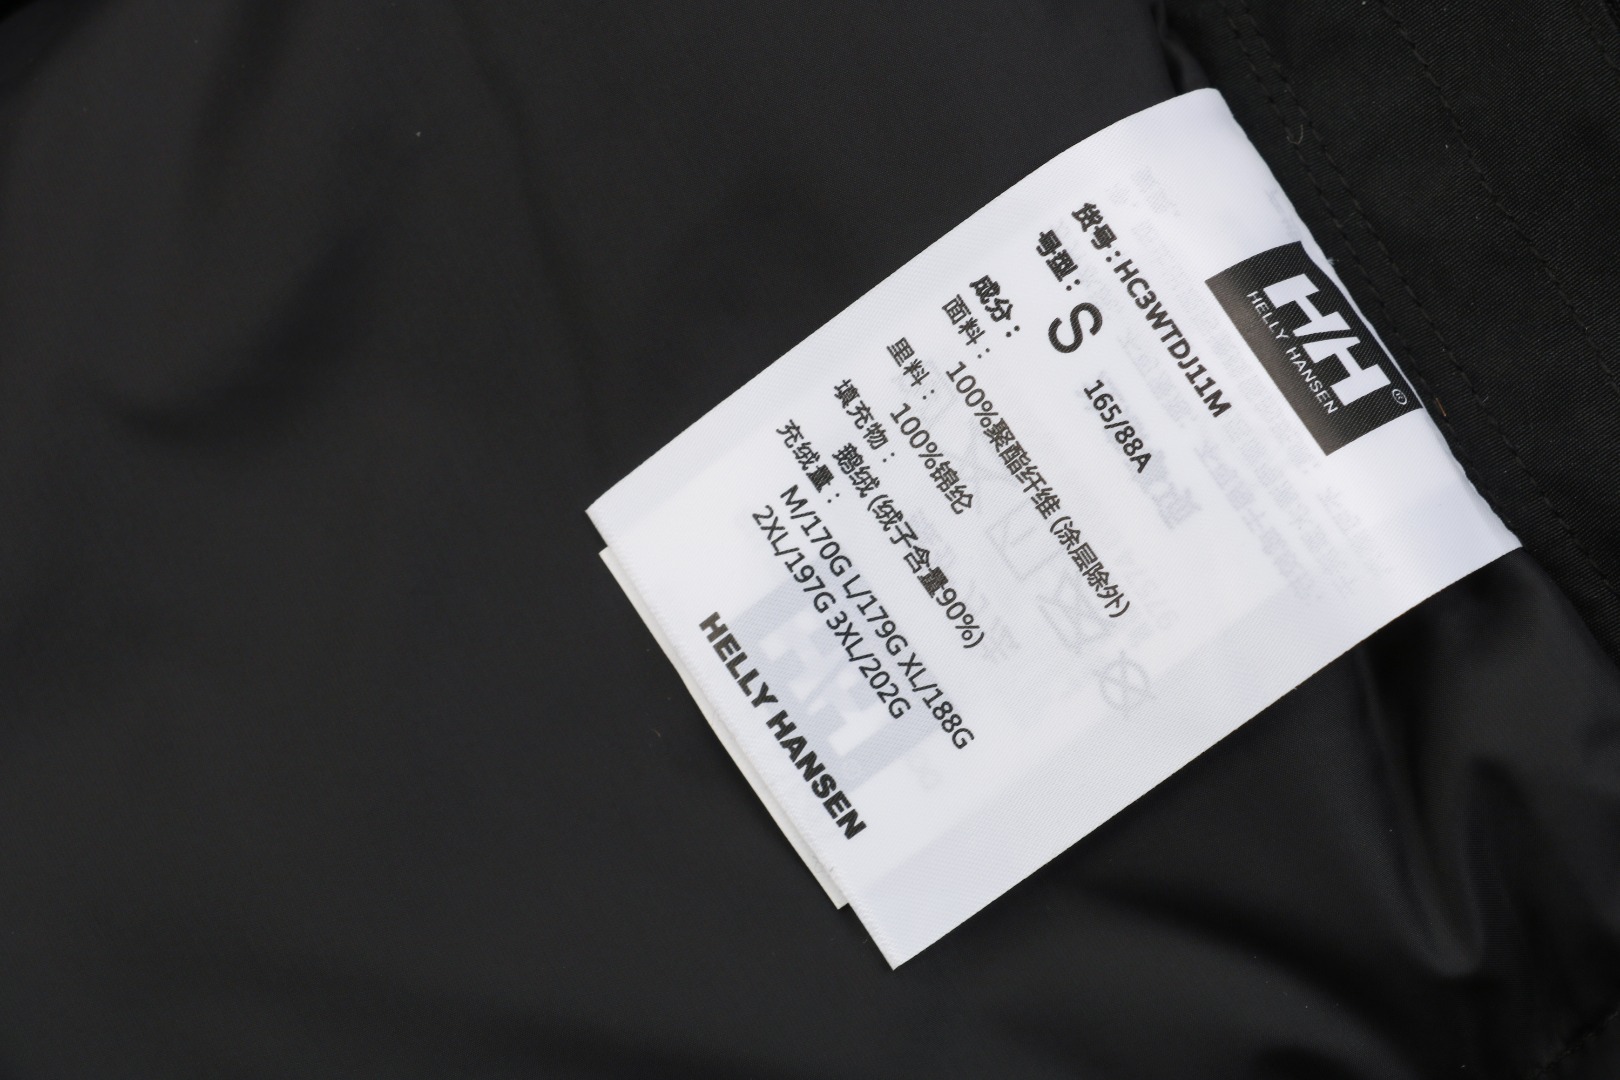 HH®
HELLY HANSEN
货号：HC3WTDJ11M
号型：S 165/88A
成分：
面料：100%聚酯纤维 (涂层除外)
里料：100%锦纶
填充物：鹅绒 (绒子含量90%)
充绒量：
M/170G L/179G XL/188G
2XL/197G 3XL/202G
HELLY HANSEN